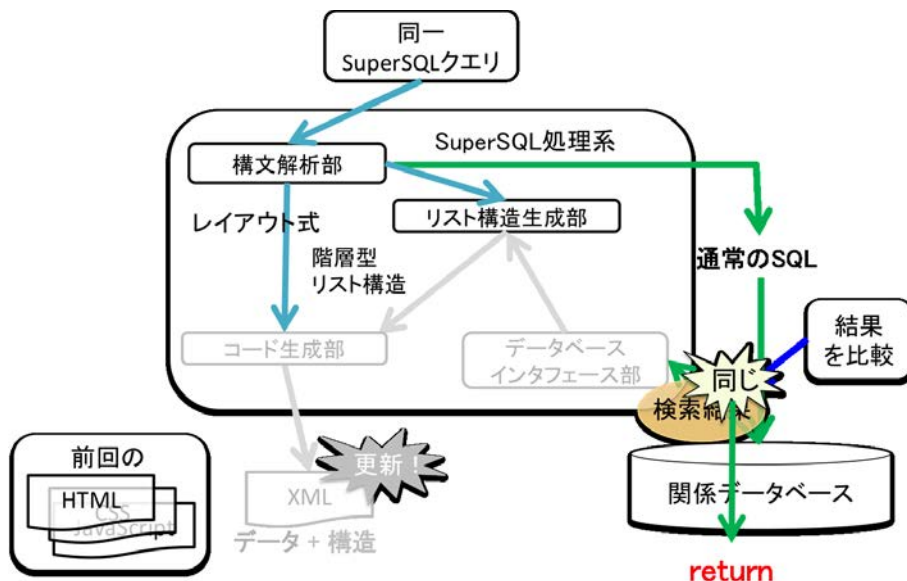 同一
SuperSQLクエリ
SuperSQL処理系
構文解析部
レイアウト式
リスト構造生成部
階層型
リスト構造
通常のSQL
コード生成部
データベース
インタフェース部
結果
を比較
同じ
検索結果
前回の
HTML
CSS
JavaScript
更新!
XML
データ + 構造
関係データベース
return